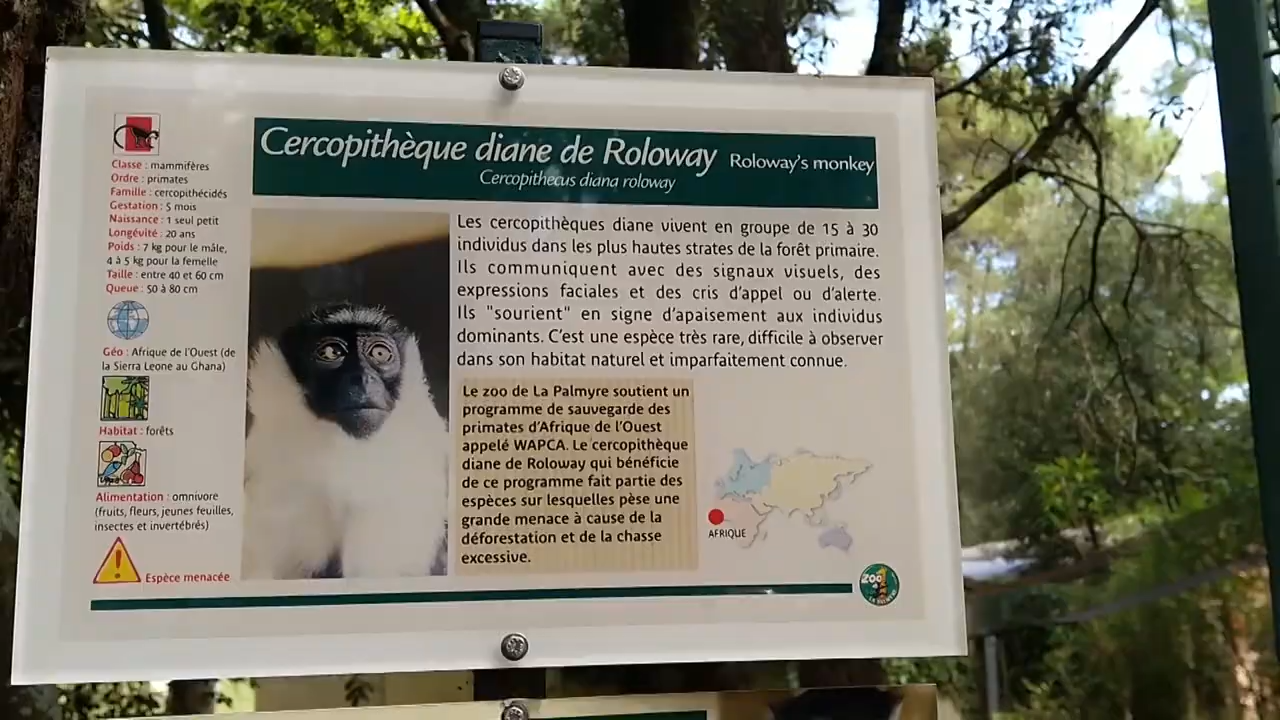 Cercopithèque diane de Roloway Roloway's monkey
Cercopithecus diana roloway
Classe : mammifères
Ordre : primates
Famille : cercopithécidés
Gestation : 5 mois
Naissance : 1 seul petit
Longévité : 20 ans
Poids : 7 kg pour le mâle,
4 à 5 kg pour la femelle
Taille : entre 40 et 60 cm
Queue : 50 à 80 cm
Géo : Afrique de l'Ouest (de
la Sierra Leone au Ghana)
Habitat : forêts
Alimentation : omnivore
(fruits, fleurs, jeunes feuilles,
insectes et invertébrés)
Espèce menacée
Les cercopithèques diane vivent en groupe de 15 à 30
individus dans les plus hautes strates de la forêt primaire.
Ils communiquent avec des signaux visuels, des
expressions faciales et des cris d'appel ou d'alerte.
Ils "sourient" en signe d'apaisement aux individus
dominants. C'est une espèce très rare, difficile à observer
dans son habitat naturel et imparfaitement connue.
Le zoo de La Palmyre soutient un
programme de sauvegarde des
primates d'Afrique de l'Ouest
appelé WAPCA. Le cercopithèque
diane de Roloway qui bénéficie
de ce programme fait partie des
espèces sur lesquelles pèse une
grande menace à cause de la
déforestation et de la chasse
excessive.
AFRIQUE
ZOO